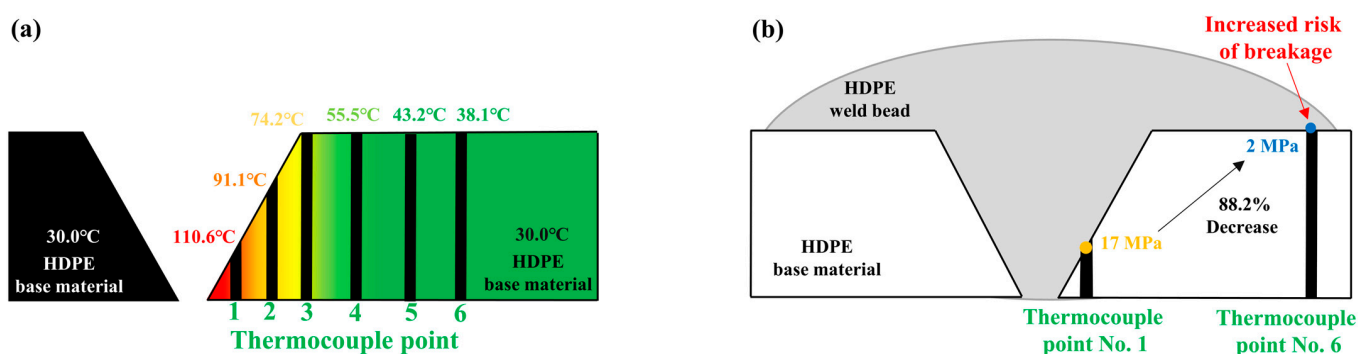 (a)
74.2°C
55.5°C
43.2°C
38.1°C
91.1°C
110.6°C
30.0°C
HDPE
base material
30.0°C
HDPE
base material
1
2
3
4
5
6
Thermocouple point
(b)
Increased risk
of breakage
HDPE
weld bead
2 MPa
88.2%
Decrease
17 MPa
HDPE
base material
Thermocouple
point No. 1
Thermocouple
point No. 6